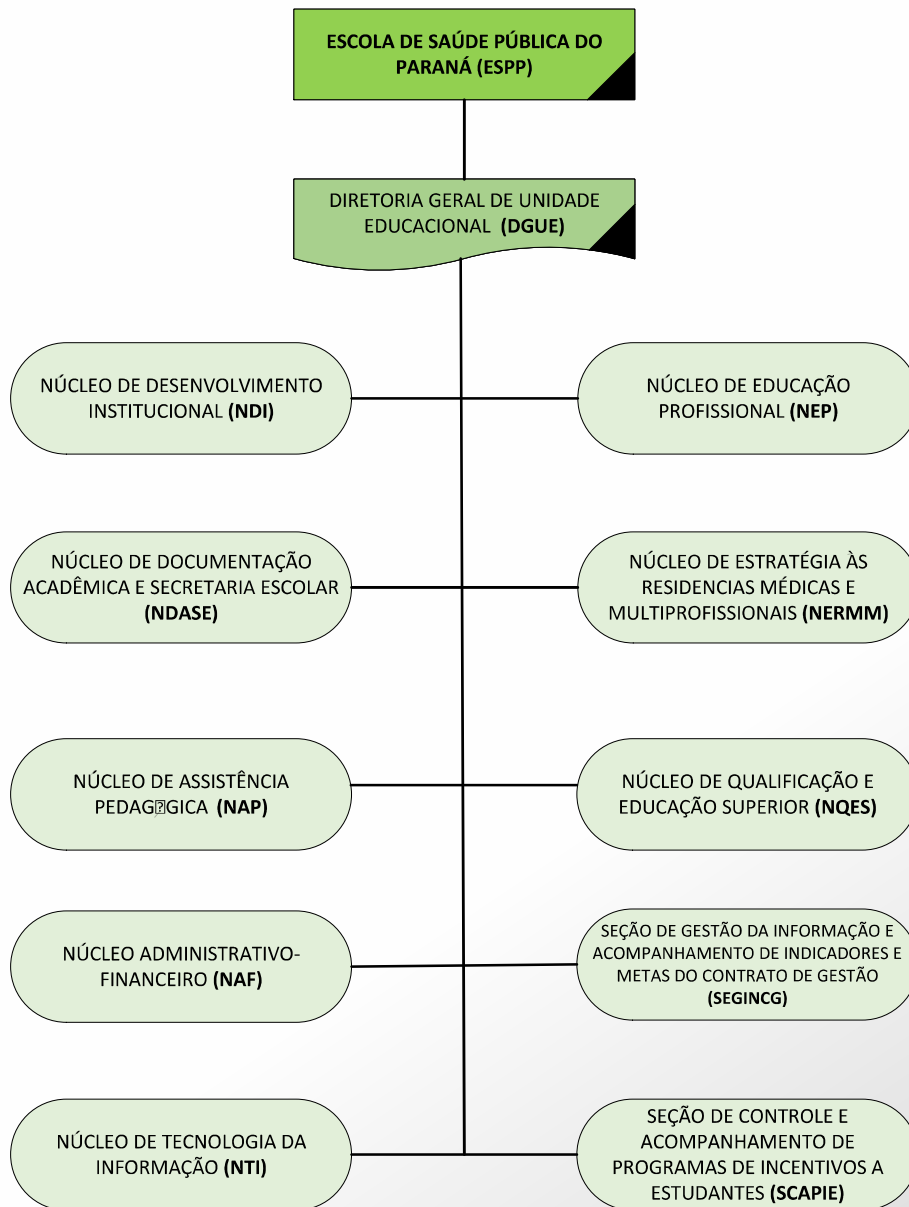 ESCOLA DE SAÚDE PÚBLICA DO
PARANÁ (ESPP)
DIRETORIA GERAL DE UNIDADE
EDUCACIONAL (DGUE)
NÚCLEO DE DESENVOLVIMENTO
INSTITUCIONAL (NDI)
NÚCLEO DE EDUCAÇÃO
PROFISSIONAL (NEP)
NÚCLEO DE DOCUMENTAÇÃO
ACADÊMICA E SECRETARIA ESCOLAR
(NDASE)
NÚCLEO DE ESTRATÉGIA ÀS
RESIDENCIAS MÉDICAS E
MULTIPROFISSIONAIS (NERMM)
NÚCLEO DE ASSISTÊNCIA
PEDAG⍰GICA (NAP)
NÚCLEO DE QUALIFICAÇÃO E
EDUCAÇÃO SUPERIOR (NQES)
NÚCLEO ADMINISTRATIVO-
FINANCEIRO (NAF)
SEÇÃO DE GESTÃO DA INFORMAÇÃO E
ACOMPANHAMENTO DE INDICADORES E
METAS DO CONTRATO DE GESTÃO
(SEGINCG)
NÚCLEO DE TECNOLOGIA DA
INFORMAÇÃO (NTI)
SEÇÃO DE CONTROLE E
ACOMPANHAMENTO DE
PROGRAMAS DE INCENTIVOS A
ESTUDANTES (SCAPIE)